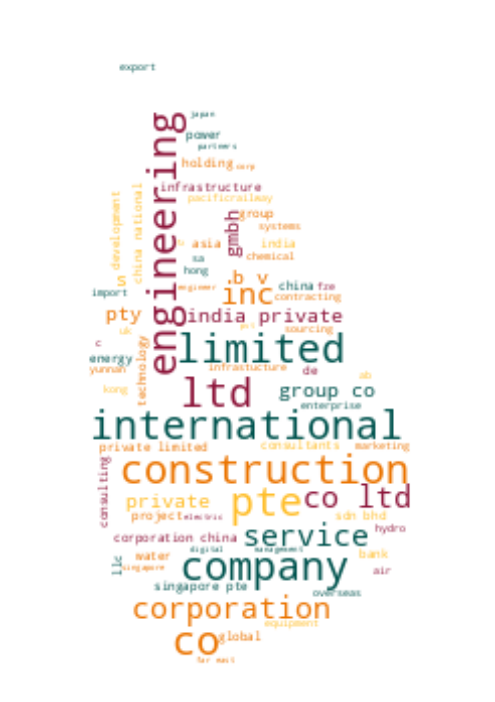 export
japan
power
partners
engineering
holding corp
infrastructure
pacificrailway
development
china national
group
gmbh
systems
asia
india
chemical
sa
hong
b v
s
engineer
china fze
import
inc
contracting
pty
india private
uk
sourcing
c
limited
energy
technology
infrastucture
de
yunnan
ab
kong
ltd
group co
enterprise
international
private limited
consultants
marketing
consulting
construction
private
pte
co ltd
project
electric
sdn bhd
hydro
corporation china
service
digital
management
water
bank
llc
singapore
company
air
singapore pte
overseas
corporation
equipment
co
global
far east